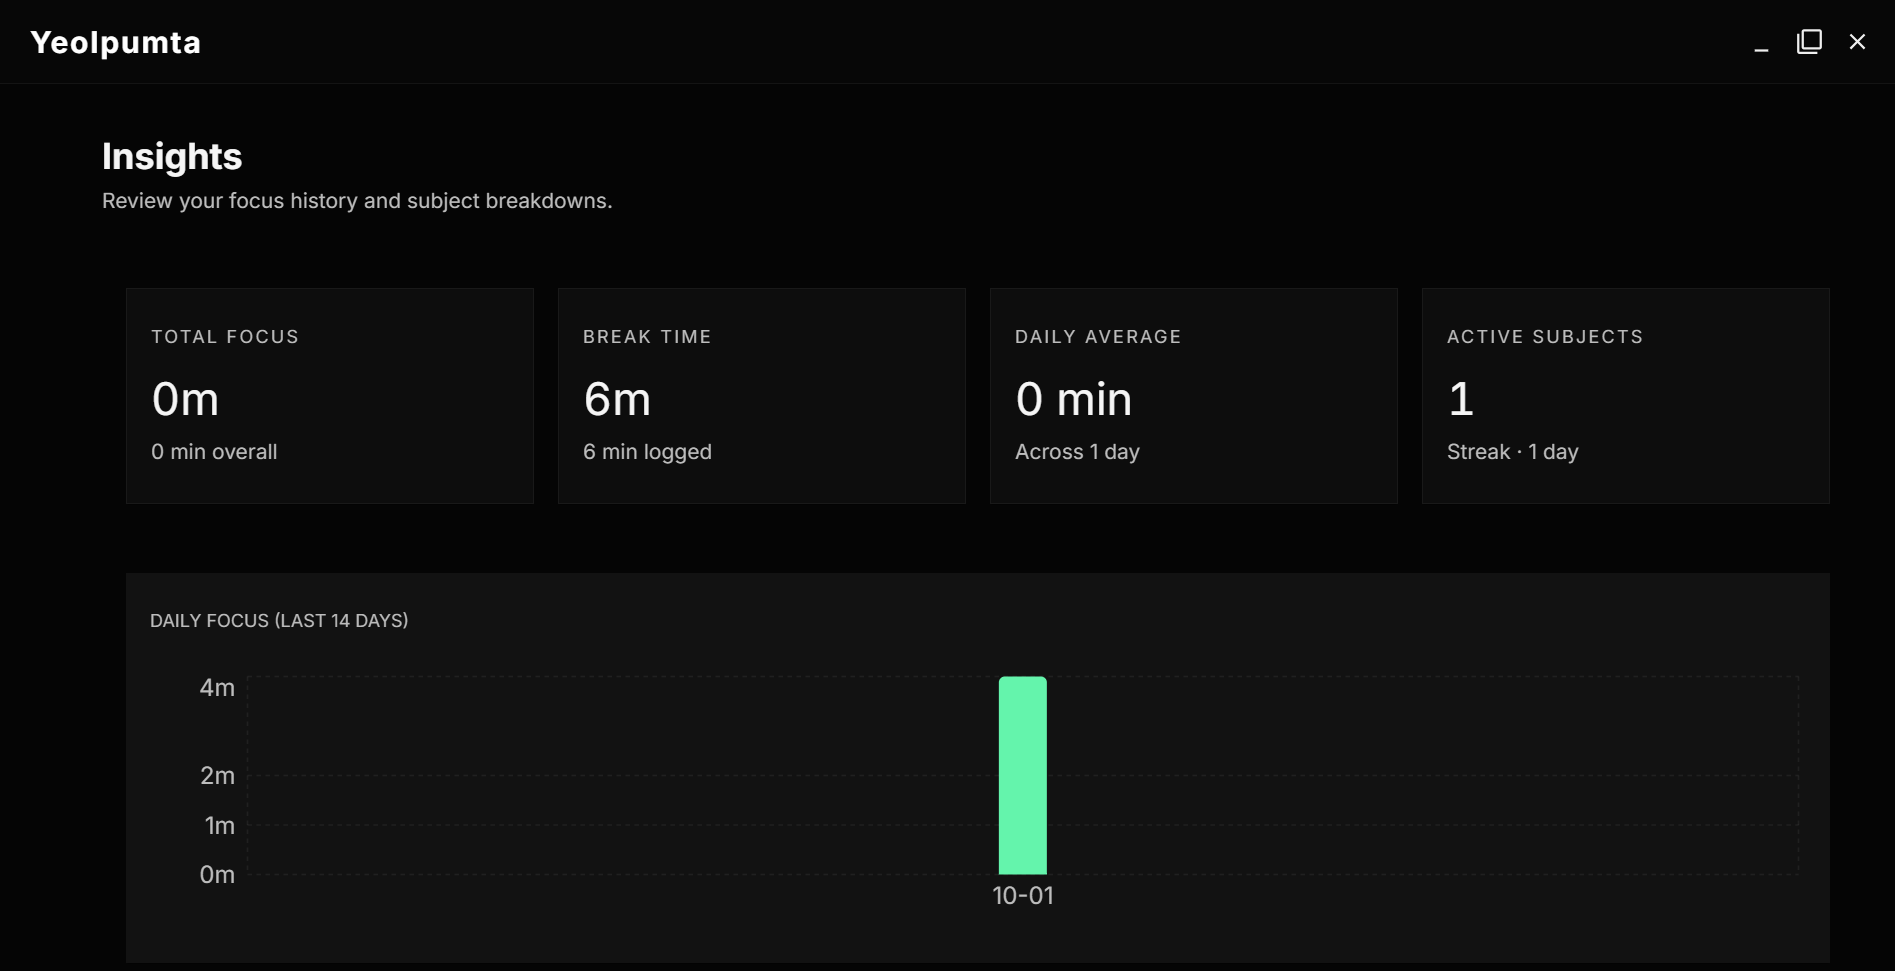 Yeolpumta
Insights
Review your focus history and subject breakdowns.
TOTAL FOCUS
0m
0 min overall
BREAK TIME
6m
6 min logged
DAILY AVERAGE
0 min
Across 1 day
ACTIVE SUBJECTS
1
Streak · 1 day
DAILY FOCUS (LAST 14 DAYS)
4m
2m
1m
0m
10-01